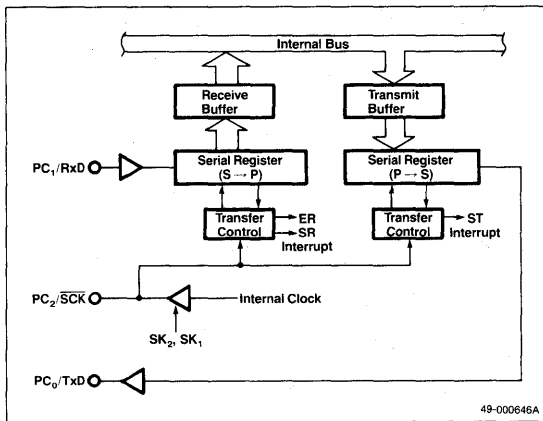 Internal Bus
Receive
Buffer
Transmit
Buffer
PC₁/RxD
Serial Register
(S → P)
Serial Register
(P → S)
Transfer
Control
ER
SR
Interrupt
Transfer
Control
ST
Interrupt
PC₂/S̅C̅K̅
Internal Clock
SK₂, SK₁
PC₀/TxD
49-000646A